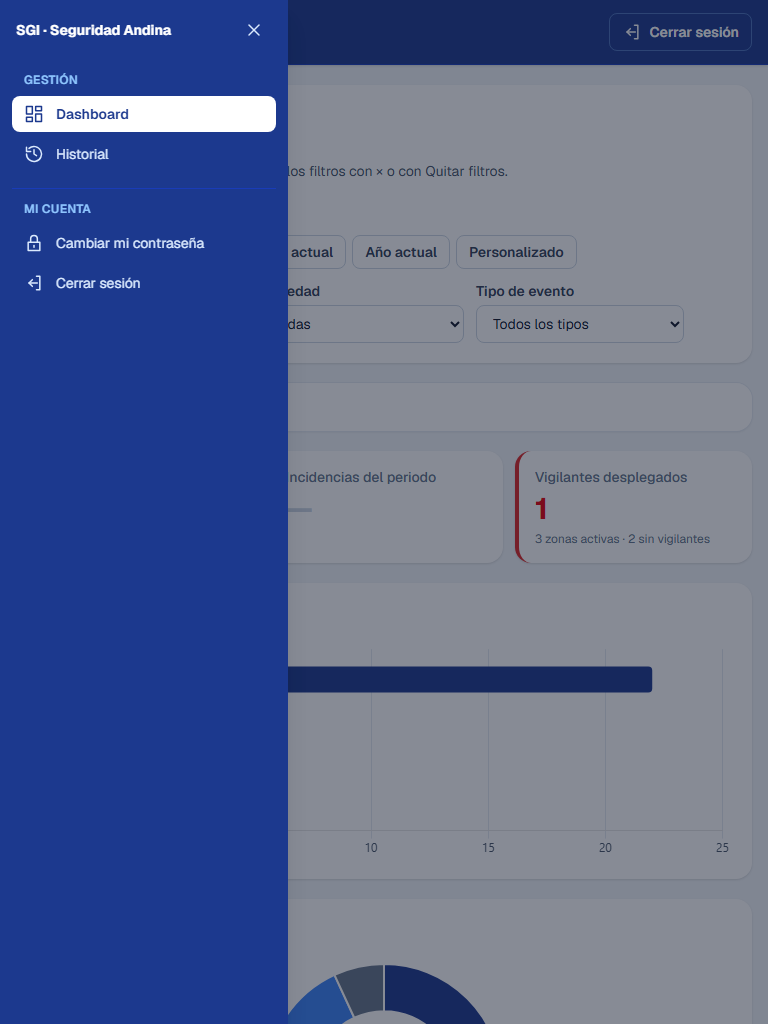 SGI · Seguridad Andina
Cerrar sesión
GESTIÓN
Dashboard
Historial
los filtros con × o con Quitar filtros.
MI CUENTA
Cambiar mi contraseña
Cerrar sesión
actual
Año actual
Personalizado
Tipo de evento
Todos los tipos
Vigilantes desplegados
1
3 zonas activas · 2 sin vigilantes
ncidencias del periodo
10
15
20
25